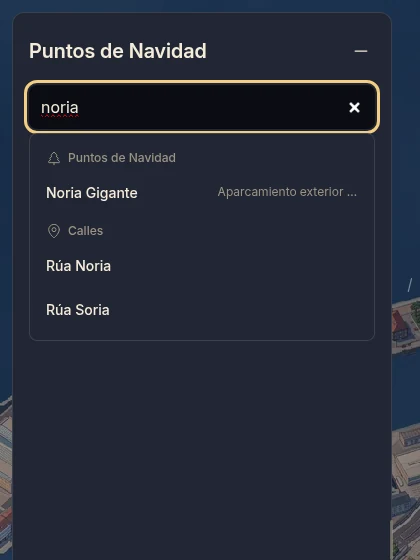 Puntos de Navidad
noria
Puntos de Navidad
Noria Gigante Aparcamiento exterior ...
Calles
Rúa Noria
Rúa Soria